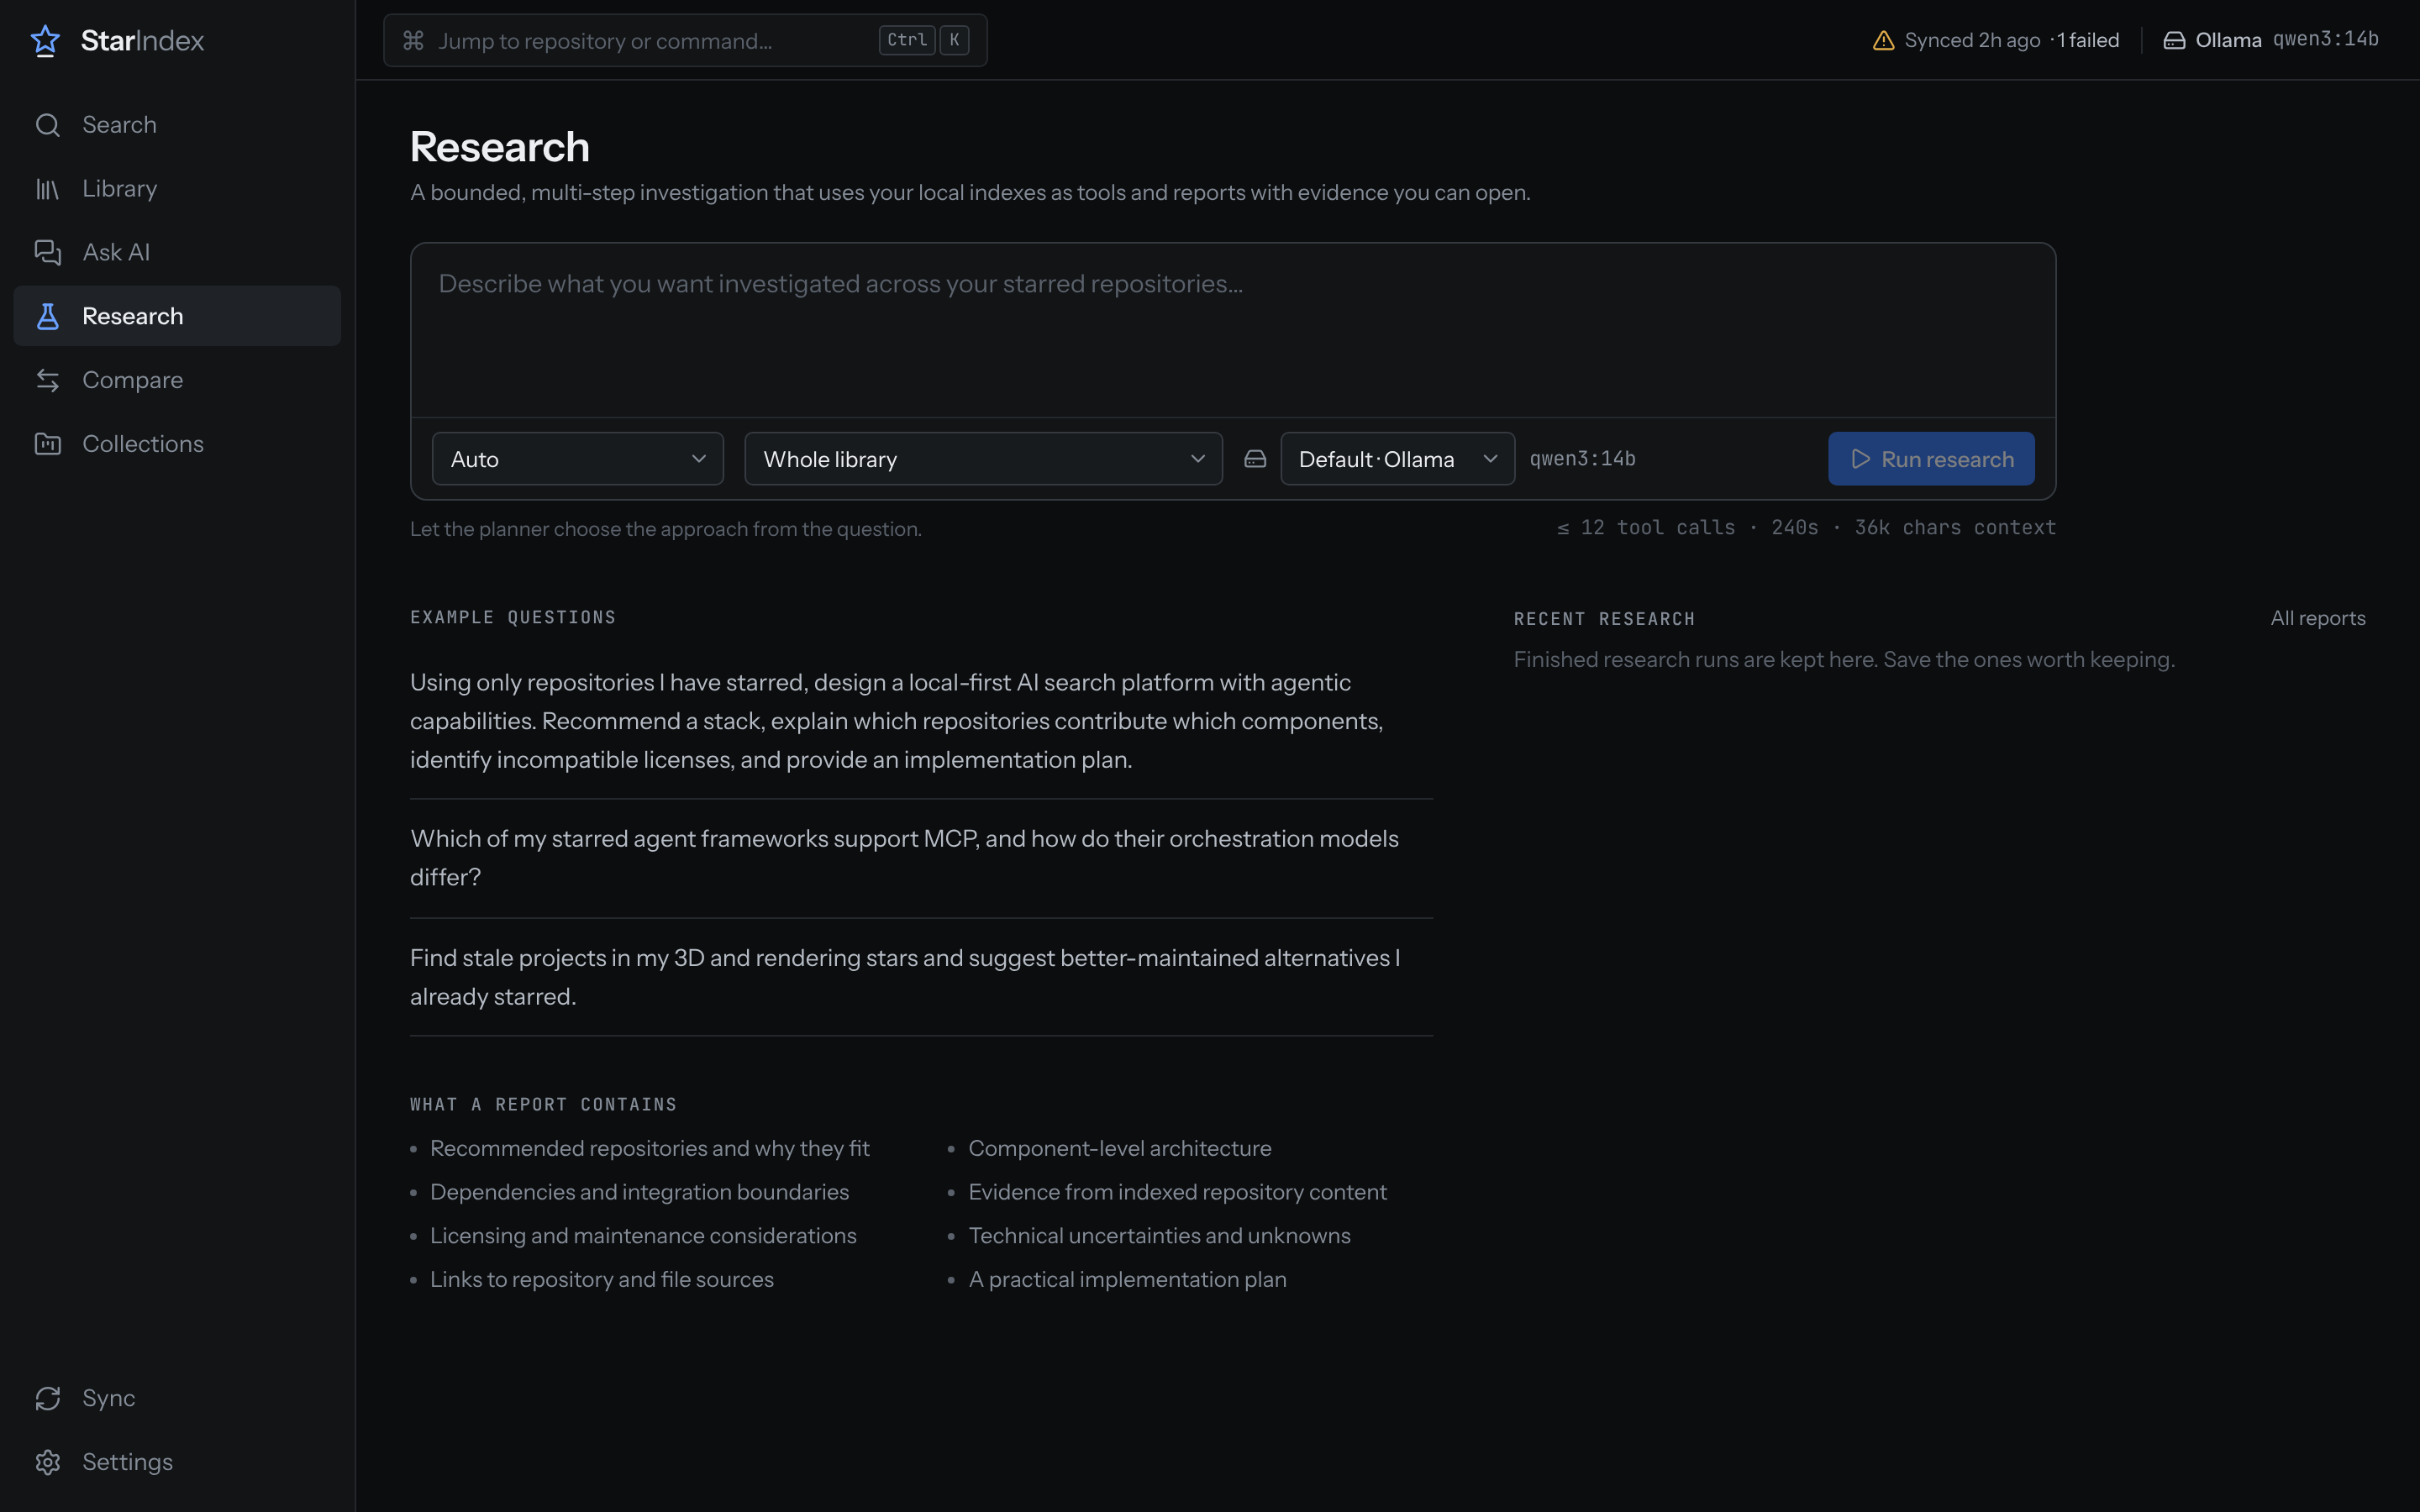 StarIndex
Jump to repository or command...
Ctrl K
Synced 2h ago · 1 failed
Ollama qwen3:14b
Search
Library
Ask AI
Research
Compare
Collections
Sync
Settings
Research
A bounded, multi-step investigation that uses your local indexes as tools and reports with evidence you can open.
Describe what you want investigated across your starred repositories...
Auto
Whole library
Default · Ollama
qwen3:14b
Run research
Let the planner choose the approach from the question.
≤ 12 tool calls · 240s · 36k chars context
EXAMPLE QUESTIONS
Using only repositories I have starred, design a local-first AI search platform with agentic
capabilities. Recommend a stack, explain which repositories contribute which components,
identify incompatible licenses, and provide an implementation plan.
Which of my starred agent frameworks support MCP, and how do their orchestration models
differ?
Find stale projects in my 3D and rendering stars and suggest better-maintained alternatives I
already starred.
RECENT RESEARCH
All reports
Finished research runs are kept here. Save the ones worth keeping.
WHAT A REPORT CONTAINS
Recommended repositories and why they fit
Component-level architecture
Dependencies and integration boundaries
Evidence from indexed repository content
Licensing and maintenance considerations
Technical uncertainties and unknowns
Links to repository and file sources
A practical implementation plan